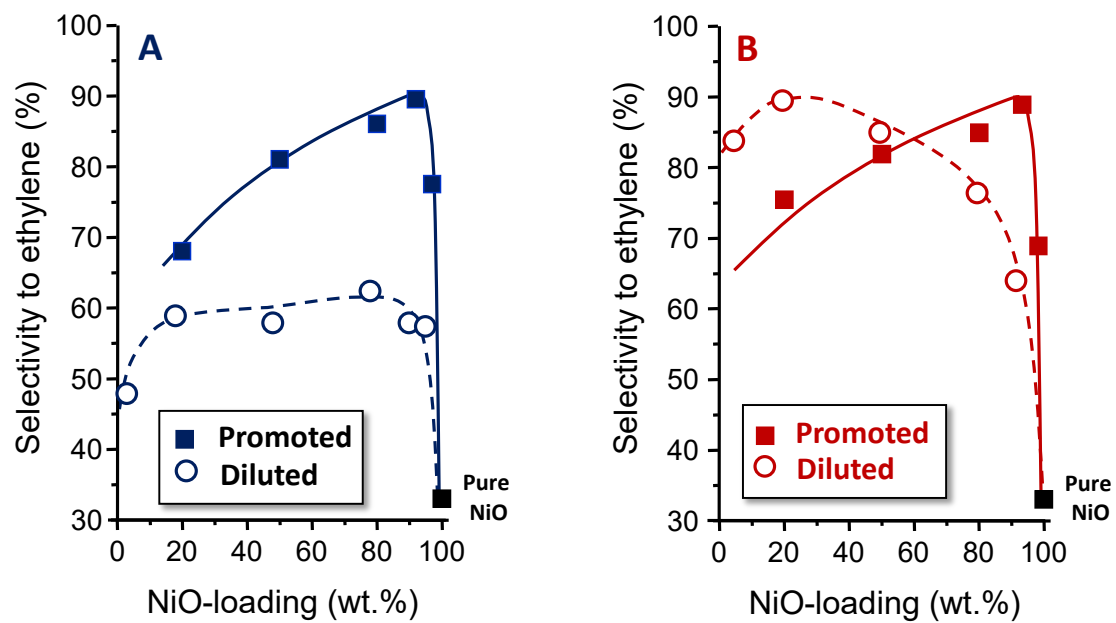 A
Selectivity to ethylene (%)
100
90
80
70
60
50
40
30
Promoted
Diluted
Pure
NiO
0 20 40 60 80 100
NiO-loading (wt.%)
B
Selectivity to ethylene (%)
100
90
80
70
60
50
40
30
Promoted
Diluted
Pure
NiO
0 20 40 60 80 100
NiO-loading (wt.%)